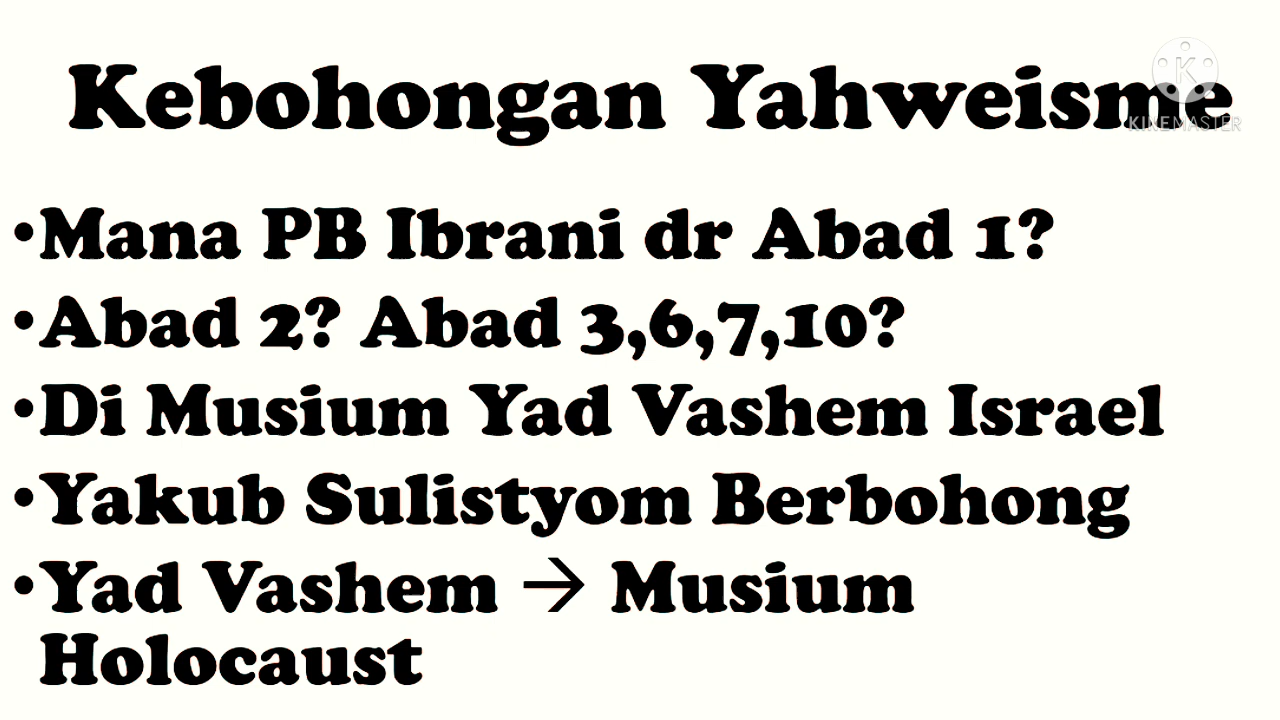 Kebohongan Yahweisme
KINEMASTER
•Mana PB Ibrani dr Abad 1?
•Abad 2? Abad 3,6,7,10?
•Di Musium Yad Vashem Israel
•Yakub Sulistyom Berbohong
•Yad Vashem → Musium
Holocaust